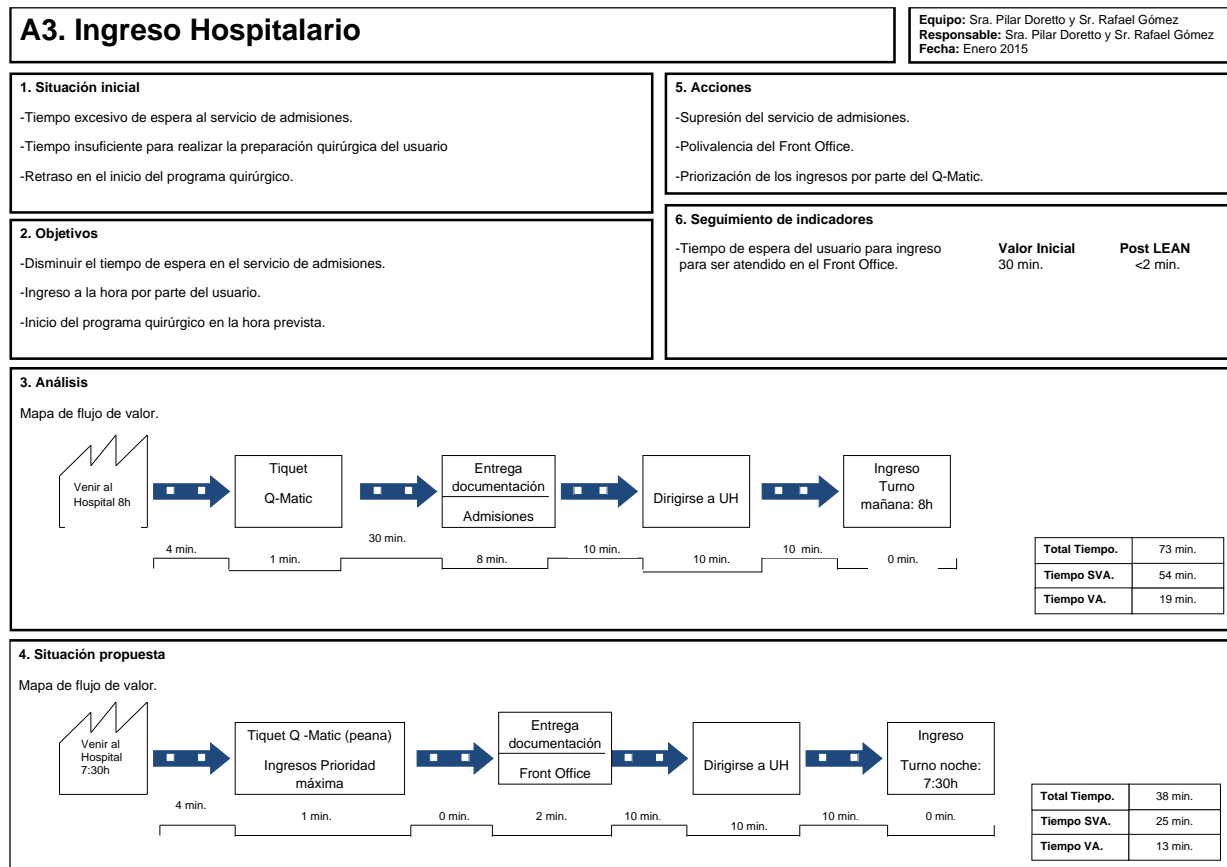 A3. Ingreso Hospitalario
Equipo: Sra. Pilar Doretto y Sr. Rafael Gómez
Responsable: Sra. Pilar Doretto y Sr. Rafael Gómez
Fecha: Enero 2015
1. Situación inicial
-Tiempo excesivo de espera al servicio de admisiones.
-Tiempo insuficiente para realizar la preparación quirúrgica del usuario
-Retraso en el inicio del programa quirúrgico.
2. Objetivos
-Disminuir el tiempo de espera en el servicio de admisiones.
-Ingreso a la hora por parte del usuario.
-Inicio del programa quirúrgico en la hora prevista.
5. Acciones
-Supresión del servicio de admisiones.
-Polivalencia del Front Office.
-Priorización de los ingresos por parte del Q-Matic.
6. Seguimiento de indicadores
-Tiempo de espera del usuario para ingreso Valor Inicial Post LEAN
para ser atendido en el Front Office. 30 min. <2 min.
3. Análisis
Mapa de flujo de valor.
Venir al
Hospital 8h
Tiquet
Q-Matic
Entrega
documentación
Admisiones
Dirigirse a UH
Ingreso
Turno
mañana: 8h
4 min.
1 min.
30 min.
8 min.
10 min.
10 min.
10 min.
0 min.
Total Tiempo. 73 min.
Tiempo SVA. 54 min.
Tiempo VA. 19 min.
4. Situación propuesta
Mapa de flujo de valor.
Venir al
Hospital
7:30h
Tiquet Q -Matic (peana)
Ingresos Prioridad
máxima
Entrega
documentación
Front Office
Dirigirse a UH
Ingreso
Turno noche:
7:30h
4 min.
1 min.
0 min.
2 min.
10 min.
10 min.
10 min.
0 min.
Total Tiempo. 38 min.
Tiempo SVA. 25 min.
Tiempo VA. 13 min.